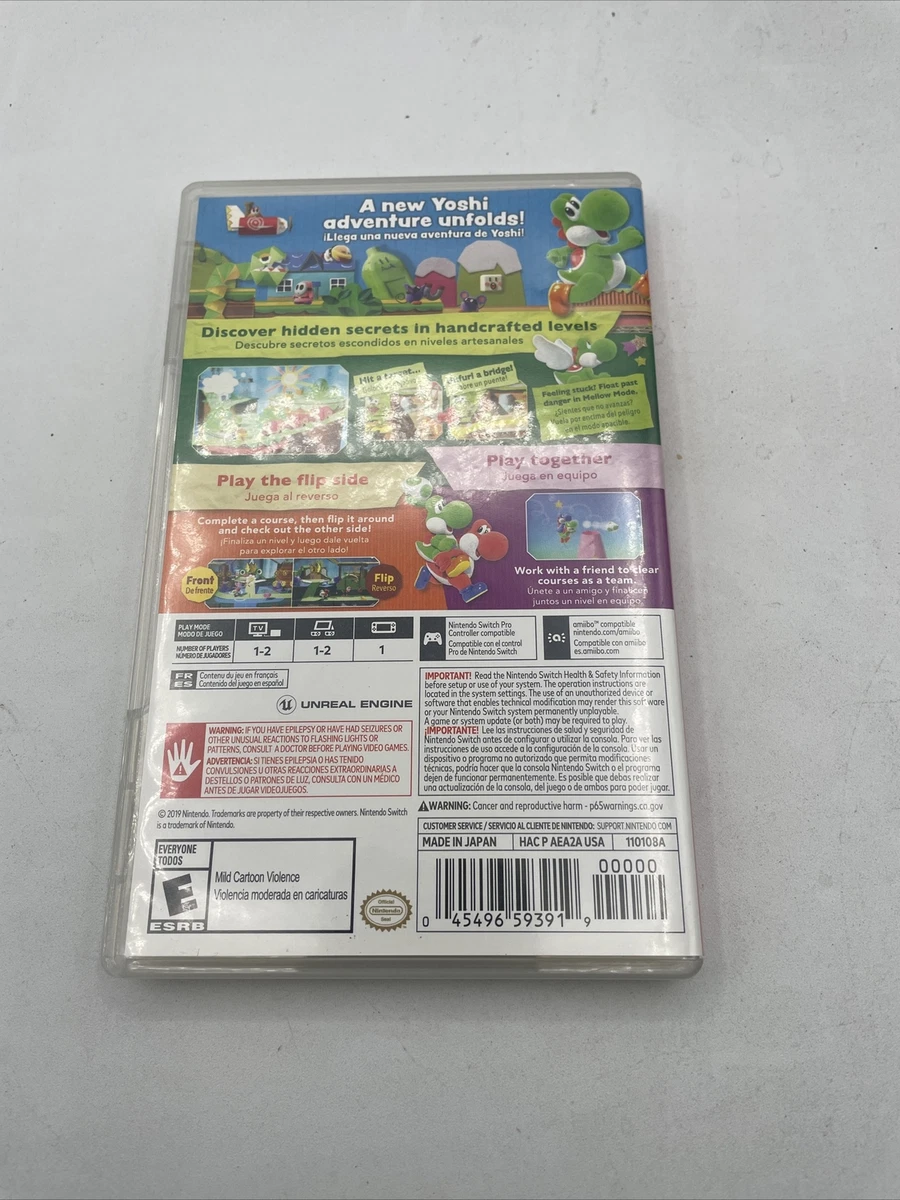 A new Yoshi
adventure unfolds!
¡Llega una nueva aventura de Yoshi!
Discover hidden secrets in handcrafted levels
Descubre secretos escondidos en niveles artesanales
Hit a target...
a bridge!
un puente!
Feeling stuck? Float past
danger in Mellow Mode.
¿Sientes que no avanzas?
Vuela por encima del peligro
en el modo apacible.
Play the flip side
Juega al reverso
Complete a course, then flip it around
and check out the other side!
¡Finaliza un nivel y luego dale vuelta
para explorar el otro lado!
Front
De frente
Flip
Reverso
Play together
Juega en equipo
Work with a friend to clear
courses as a team.
Únete a un amigo y finalicen
juntos un nivel en equipo.
PLAY MODE
MODO DE JUEGO
TV
NUMBER OF PLAYERS
NÚMERO DE JUGADORES
1-2
1-2
1
Nintendo Switch Pro
Controller compatible
Compatible con el control
Pro de Nintendo Switch
amiibo™ compatible
nintendo.com/amiibo
Compatible con amiibo
es.amiibo.com
FR Contenu du jeu en français
ES Contenido del juego en español
UNREAL ENGINE
WARNING: IF YOU HAVE EPILEPSY OR HAVE HAD SEIZURES OR
OTHER UNUSUAL REACTIONS TO FLASHING LIGHTS OR
PATTERNS, CONSULT A DOCTOR BEFORE PLAYING VIDEO GAMES.
ADVERTENCIA: SI TIENES EPILEPSIA O HAS TENIDO
CONVULSIONES U OTRAS REACCIONES EXTRAORDINARIAS A
DESTELLOS O PATRONES DE LUZ, CONSULTA CON UN MÉDICO
ANTES DE JUGAR VIDEOJUEGOS.
IMPORTANT! Read the Nintendo Switch Health & Safety Information
before setup or use of your system. The operation instructions are
located in the system settings. The use of an unauthorized device or
software that enables technical modification may render this software
or your Nintendo Switch system permanently unplayable.
A game or system update (or both) may be required to play.
¡IMPORTANTE! Lee las instrucciones de salud y seguridad de
Nintendo Switch antes de configurar o utilizar la consola. Para ver las
instrucciones de uso accede a la configuración de la consola. Usar un
dispositivo o programa no autorizado que permita modificaciones
técnicas, podría hacer que la consola Nintendo Switch o el programa
dejen de funcionar permanentemente. Es posible que debas realizar
una actualización de la consola, del juego o de ambos para poder jugar.
WARNING: Cancer and reproductive harm - p65warnings.ca.gov
© 2019 Nintendo. Trademarks are property of their respective owners. Nintendo Switch
is a trademark of Nintendo.
CUSTOMER SERVICE / SERVICIO AL CLIENTE DE NINTENDO: SUPPORT.NINTENDO.COM
MADE IN JAPAN
HAC P AEA2A USA
110108A
EVERYONE
TODOS
E
ESRB
Mild Cartoon Violence
Violencia moderada en caricaturas
Official
Nintendo
Seal
00000
0 45496 59391 9